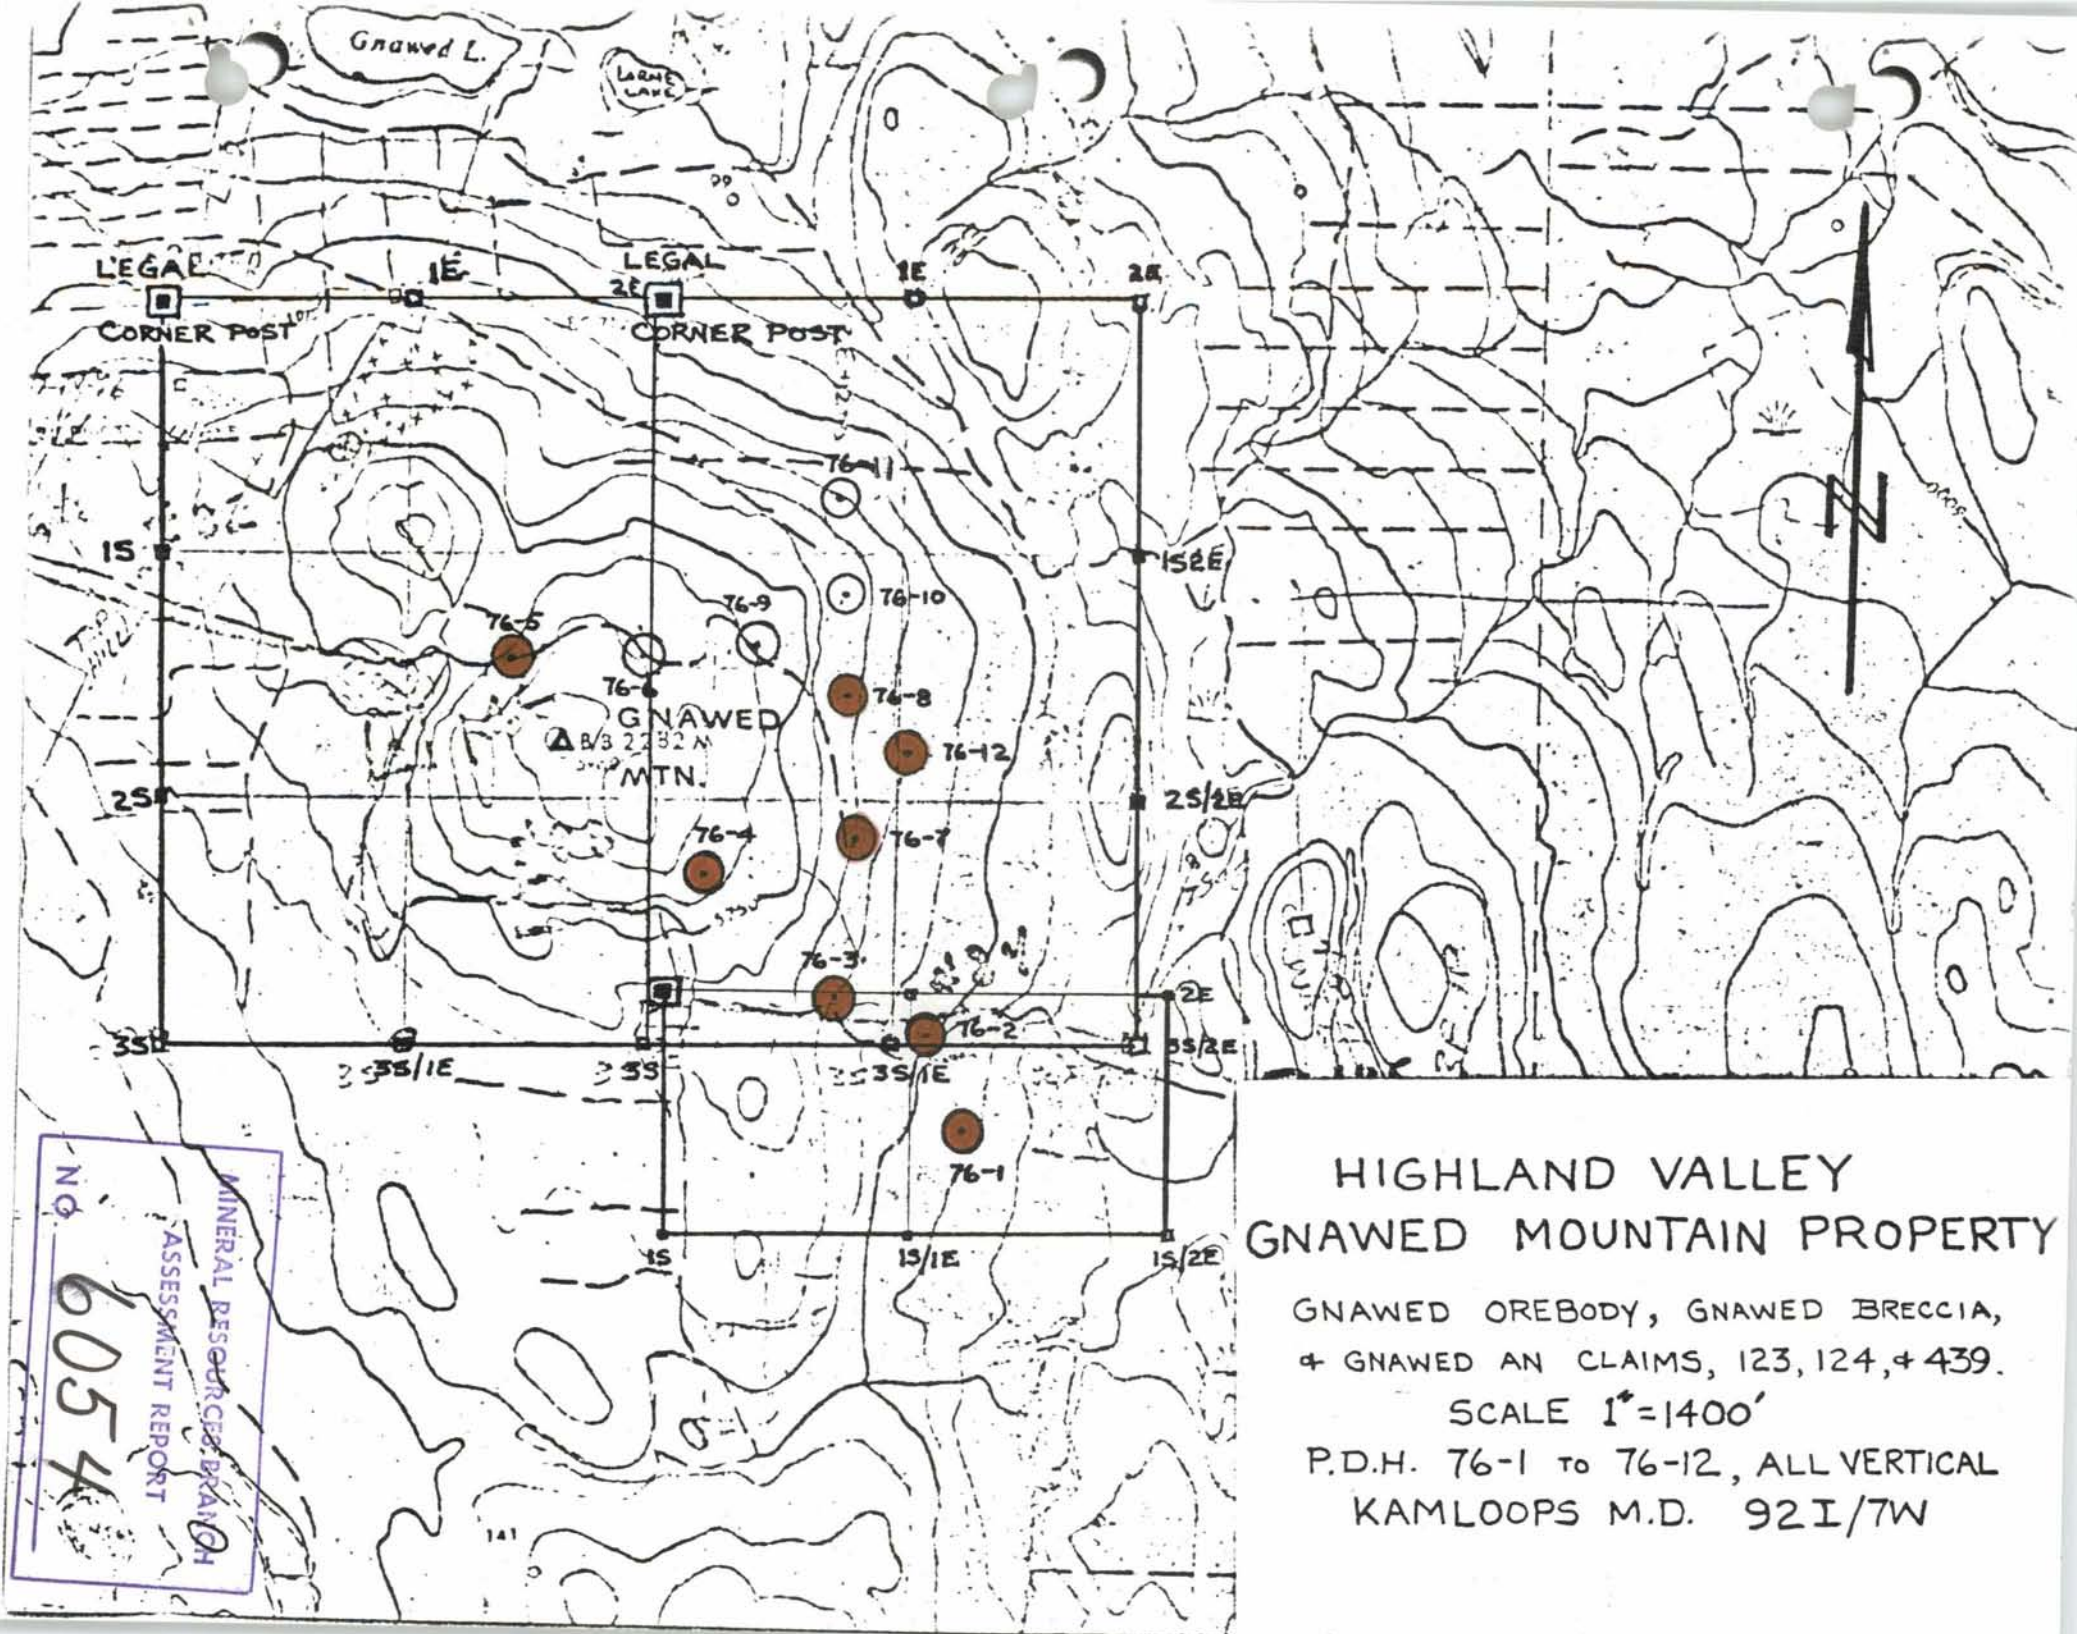 Gnawed L.
LARME
LAKE
LEGAL
1E
LEGAL
2E
1E
2E
CORNER POST
CORNER POST
76-11
1S
1S2E
76-10
76-9
76-5
76-6
76-8
GNAWED
MTN.
76-12
2S
2S/2E
76-4
76-7
76-3
2E
76-2
3S
3S/1E
3S
3S/1E
3S/2E
76-1
1S
1S/1E
1S/2E
141
N
MINERAL RESOURCES BRANCH
ASSESSMENT REPORT
NO. 6054
HIGHLAND VALLEY
GNAWED MOUNTAIN PROPERTY
GNAWED OREBODY, GNAWED BRECCIA,
& GNAWED AN CLAIMS, 123, 124, & 439.
SCALE 1"=1400'
P.D.H. 76-1 TO 76-12, ALL VERTICAL
KAMLOOPS M.D. 92I/7W